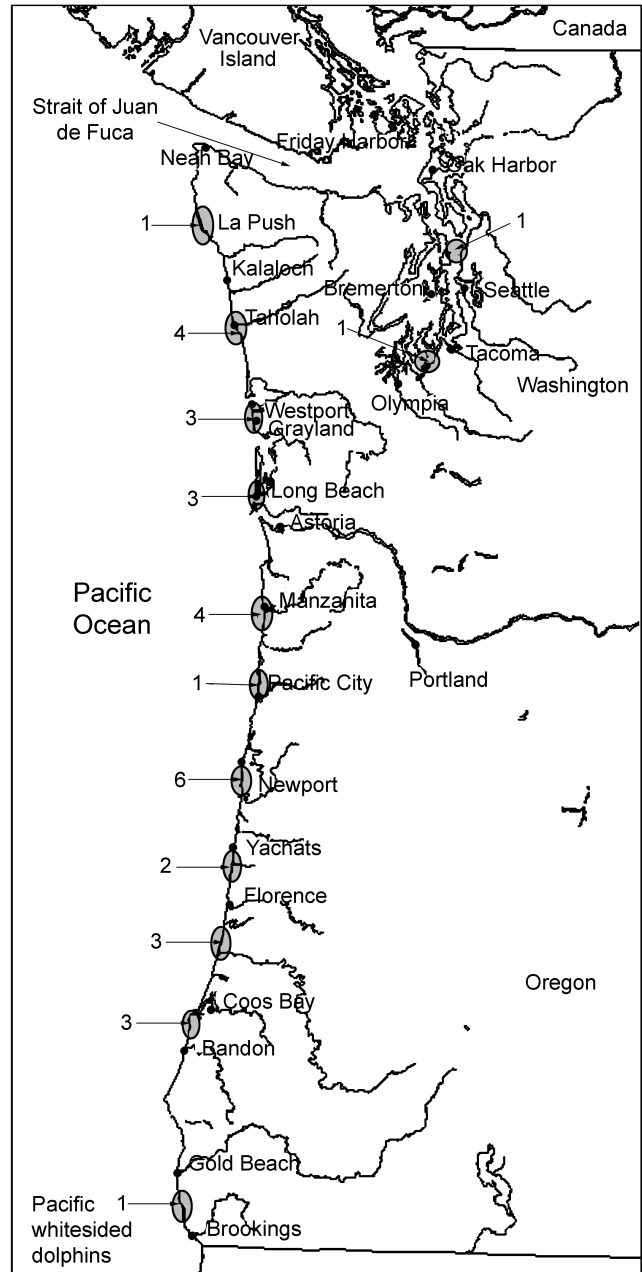 Canada
Vancouver
Island
Strait of Juan
de Fuca
Friday Harbor
Neah Bay
Oak Harbor
1
La Push
1
Kalaloch
Bremerton
Seattle
Taholah
4
1
Tacoma
Washington
Olympia
Westport
3
Grayland
3
Long Beach
Astoria
Pacific
Ocean
Manzanita
4
Portland
1
Pacific City
6
Newport
Yachats
2
Florence
3
Oregon
Coos Bay
3
Bandon
Gold Beach
1
Pacific
whitesided
dolphins
Brookings